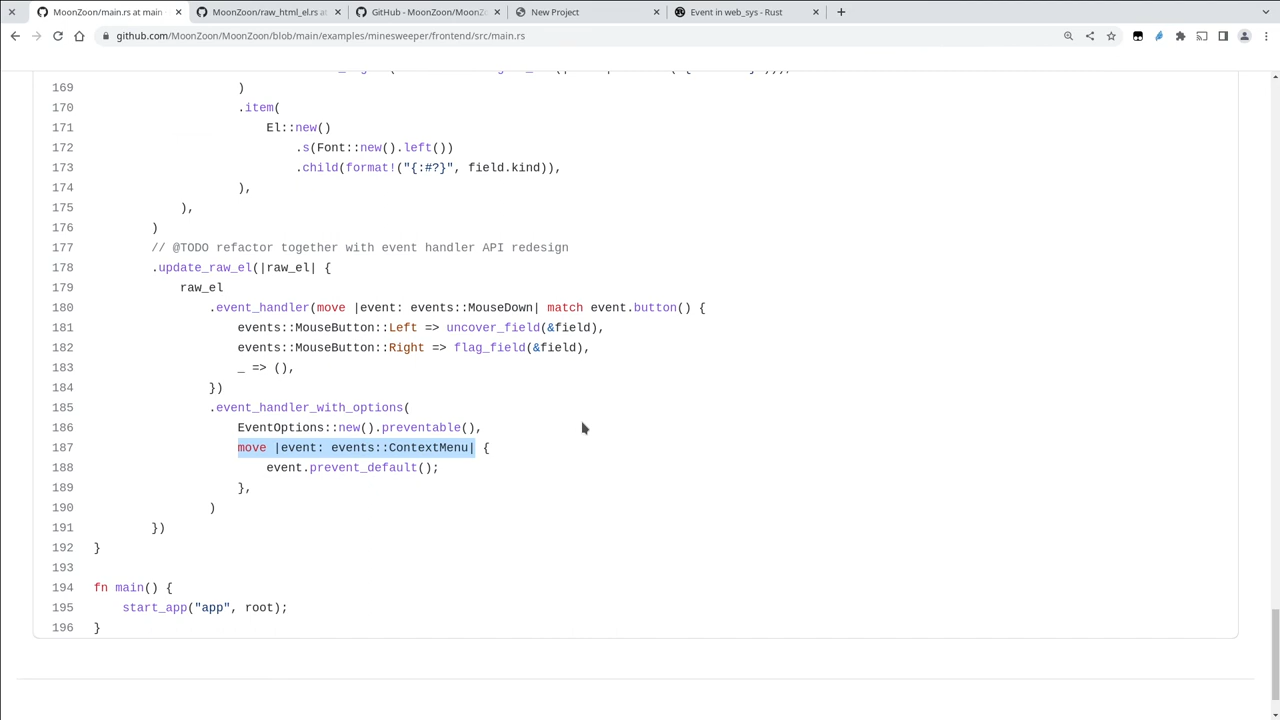 MoonZoon/main.rs at main
MoonZoon/raw_html_el.rs at
GitHub - MoonZoon/MoonZ
New Project
Event in web_sys - Rust
github.com/MoonZoon/MoonZoon/blob/main/examples/minesweeper/frontend/src/main.rs
169 )
170 .item(
171 El::new()
172 .s(Font::new().left())
173 .child(format!("{:#?}", field.kind)),
174 ),
175 ),
176 )
177 // @TODO refactor together with event handler API redesign
178 .update_raw_el(|raw_el| {
179 raw_el
180 .event_handler(move |event: events::MouseDown| match event.button() {
181 events::MouseButton::Left => uncover_field(&field),
182 events::MouseButton::Right => flag_field(&field),
183 _ => (),
184 })
185 .event_handler_with_options(
186 EventOptions::new().preventable(),
187 move |event: events::ContextMenu| {
188 event.prevent_default();
189 },
190 )
191 })
192 }
193
194 fn main() {
195 start_app("app", root);
196 }